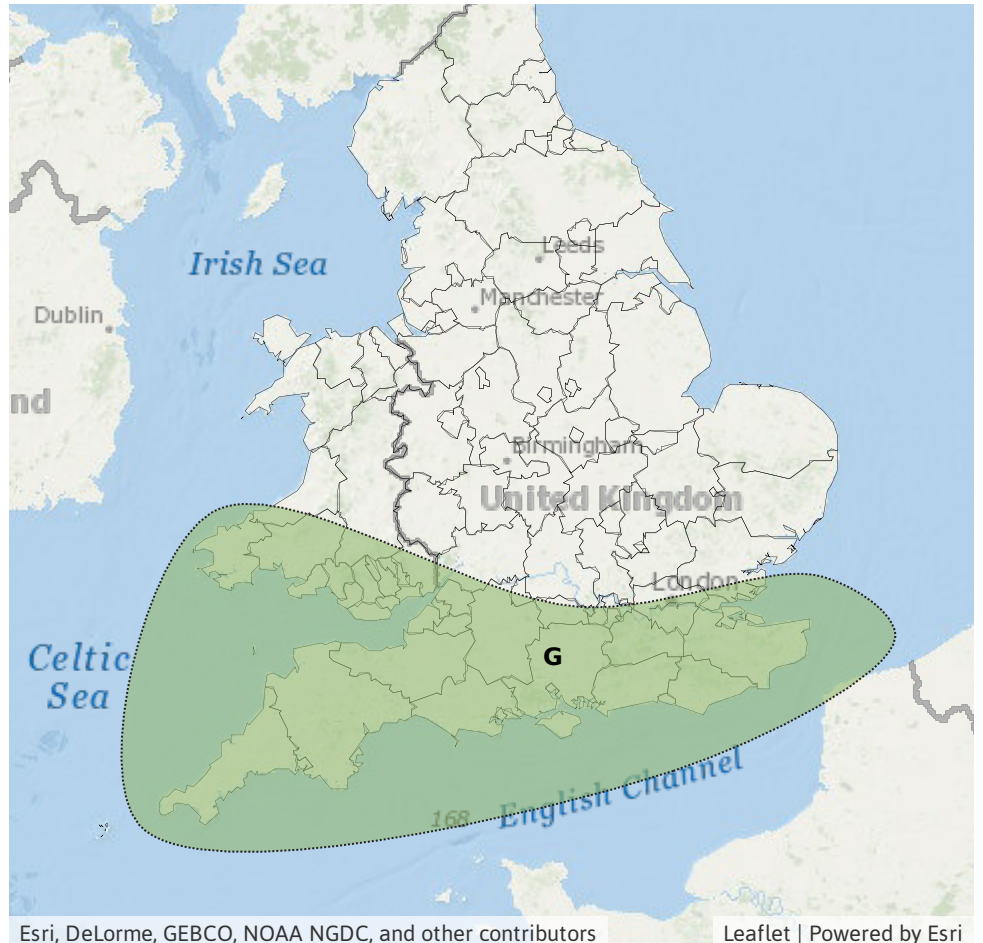 Leeds
Irish Sea
Manchester
Dublin
nd
Birmingham
United Kingdom
London
Celtic
Sea
G
English Channel
168
Esri, DeLorme, GEBCO, NOAA NGDC, and other contributors
Leaflet | Powered by Esri